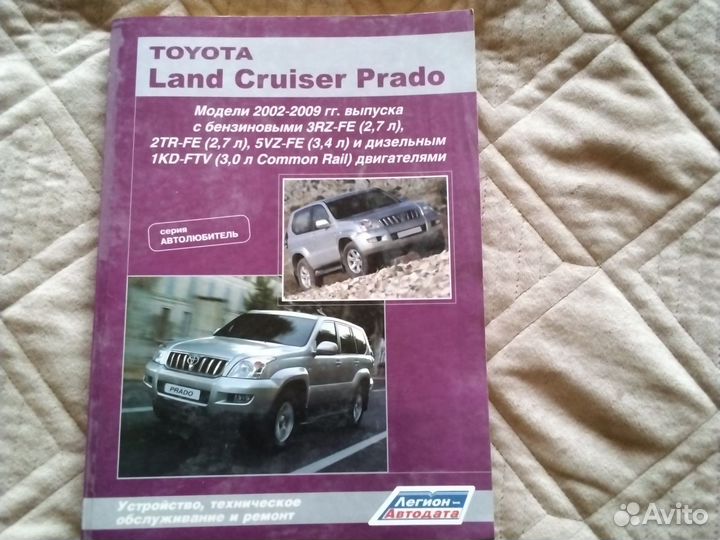 TOYOTA
Land Cruiser Prado
Модели 2002-2009 гг. выпуска
с бензиновыми 3RZ-FE (2,7 л),
2TR-FE (2,7 л), 5VZ-FE (3,4 л) и дизельным
1KD-FTV (3,0 л Common Rail) двигателями
серия
АВТОЛЮБИТЕЛЬ
PRADO
Устройство, техническое
обслуживание и ремонт
Легион
Автодата
Avito